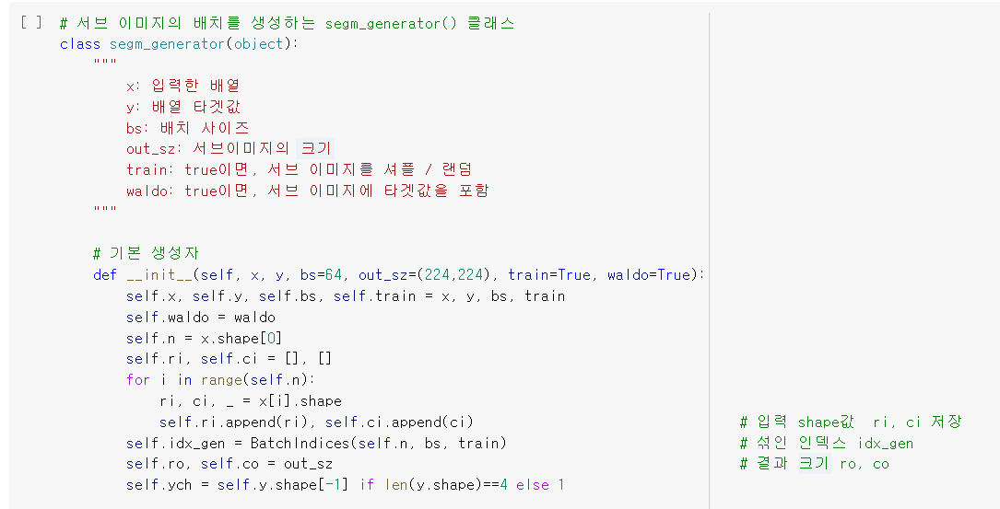 [ ] # 서브 이미지의 배치를 생성하는 segm_generator() 클래스
class segm_generator(object):
"""
x: 입력한 배열
y: 배열 타겟값
bs: 배치 사이즈
out_sz: 서브이미지의 크기
train: true이면, 서브 이미지를 셔플 / 랜덤
waldo: true이면, 서브 이미지에 타겟값을 포함
"""
# 기본 생성자
def __init__(self, x, y, bs=64, out_sz=(224,224), train=True, waldo=True):
self.x, self.y, self.bs, self.train = x, y, bs, train
self.waldo = waldo
self.n = x.shape[0]
self.ri, self.ci = [], []
for i in range(self.n):
ri, ci, _ = x[i].shape
self.ri.append(ri), self.ci.append(ci) # 입력 shape값  ri, ci 저장
self.idx_gen = BatchIndices(self.n, bs, train) # 섞인 인덱스 idx_gen
self.ro, self.co = out_sz # 결과 크기 ro, co
self.ych = self.y.shape[-1] if len(y.shape)==4 else 1